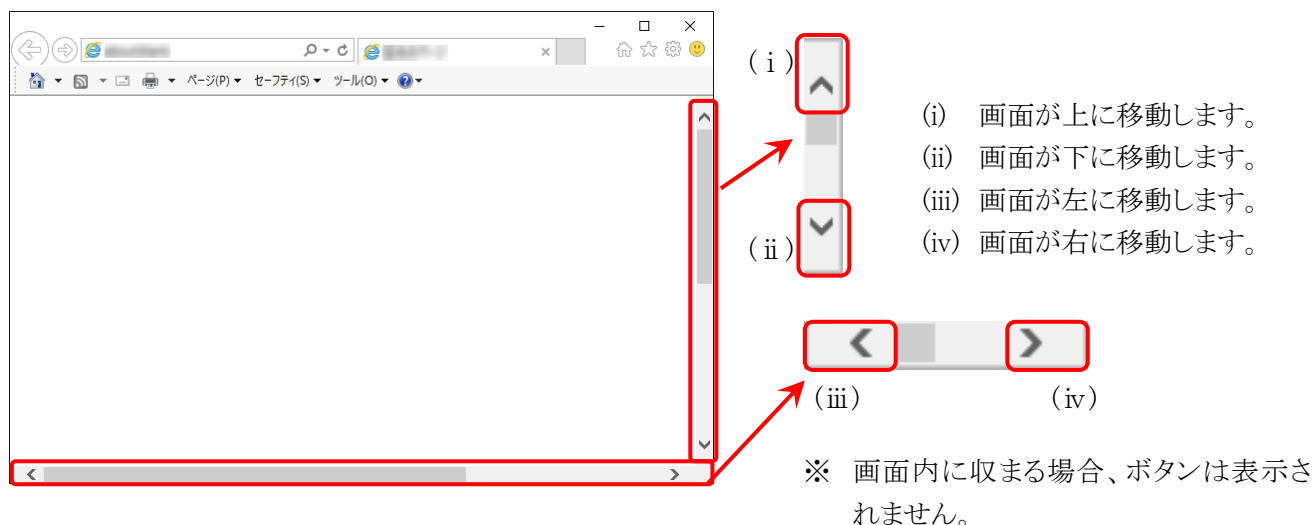 ページ(P) セーフティ(S) ツール(O)
(ⅰ)
(ⅱ)
(i) 画面が上に移動します。
(ii) 画面が下に移動します。
(iii) 画面が左に移動します。
(iv) 画面が右に移動します。
(ⅲ) (ⅳ)
※ 画面内に収まる場合、ボタンは表示さ
れません。